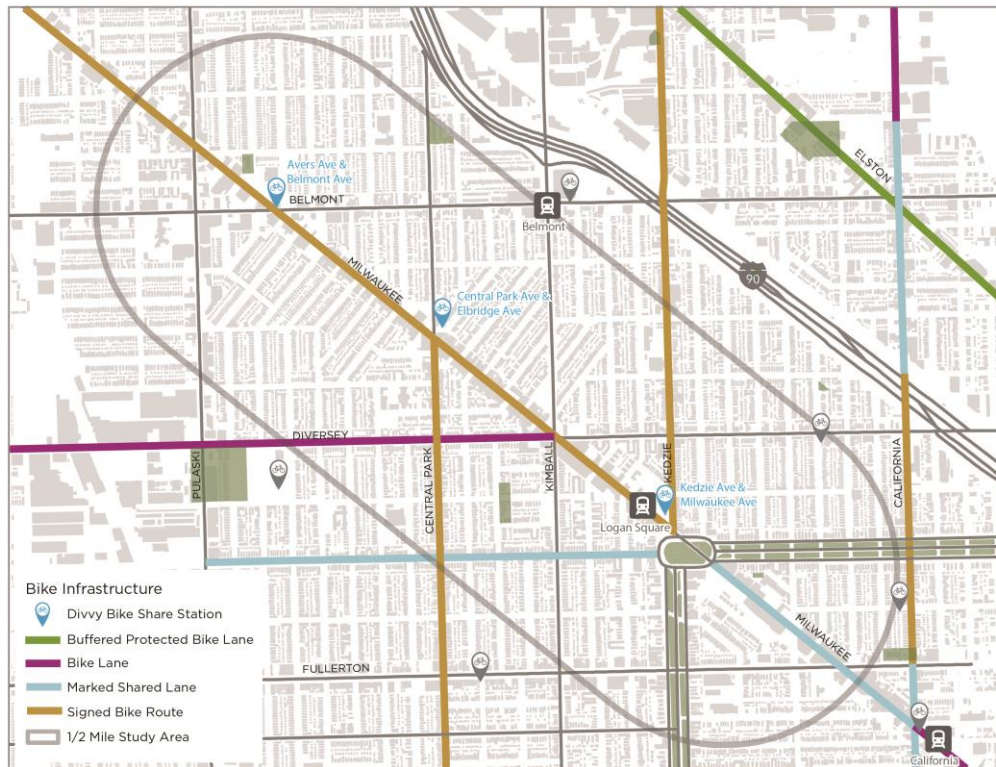 ELSTON
Avers Ave &
Belmont Ave
BELMONT
Belmont
90
MILWAUKEE
Central Park Ave &
Elbridge Ave
DIVERSEY
PULASKI
CENTRAL PARK
KIMBALL
KEDZIE
CALIFORNIA
Kedzie Ave &
Milwaukee Ave
Logan Square
MILWAUKEE
FULLERTON
California
Bike Infrastructure
Divvy Bike Share Station
Buffered Protected Bike Lane
Bike Lane
Marked Shared Lane
Signed Bike Route
1/2 Mile Study Area